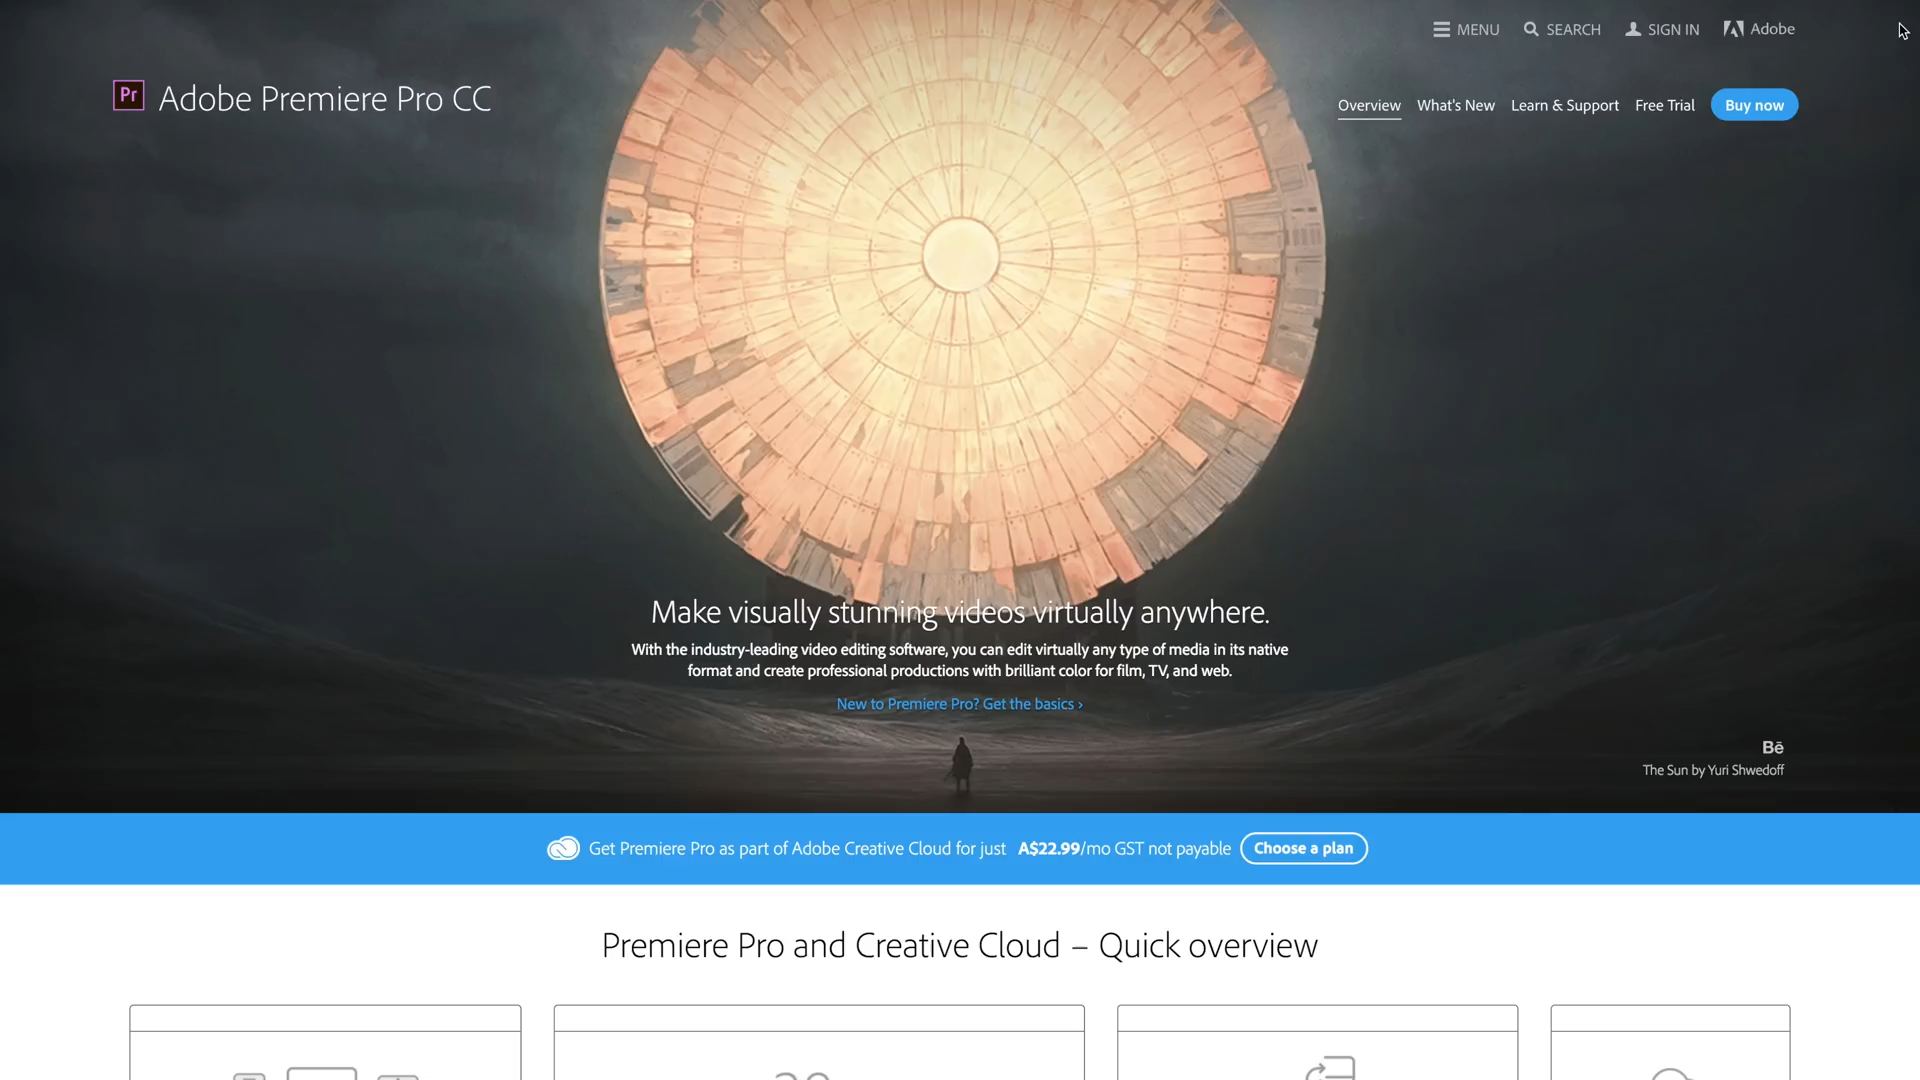 MENU SEARCH SIGN IN Adobe
Pr Adobe Premiere Pro CC
Overview What's New Learn & Support Free Trial Buy now
Make visually stunning videos virtually anywhere.
With the industry-leading video editing software, you can edit virtually any type of media in its native
format and create professional productions with brilliant color for film, TV, and web.
New to Premiere Pro? Get the basics ›
Bē
The Sun by Yuri Shwedoff
Get Premiere Pro as part of Adobe Creative Cloud for just A$22.99/mo GST not payable Choose a plan
Premiere Pro and Creative Cloud – Quick overview